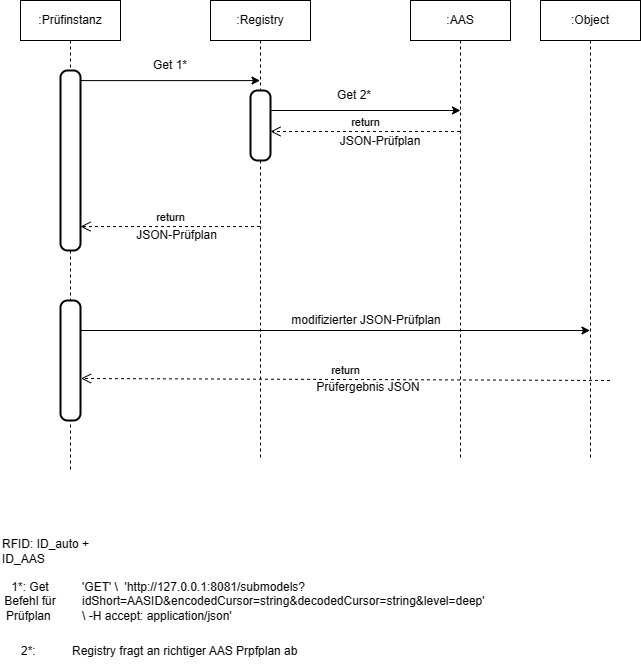 :Prüfinstanz
:Registry
:AAS
:Object
Get 1*
Get 2*
return
JSON-Prüfplan
return
JSON-Prüfplan
modifizierter JSON-Prüfplan
return
Prüfergebnis JSON
RFID: ID_auto +
ID_AAS
1*: Get 'GET' \ 'http://127.0.0.1:8081/submodels?
Befehl für idShort=AASID&encodedCursor=string&decodedCursor=string&level=deep'
Prüfplan \ -H accept: application/json'
2*: Registry fragt an richtiger AAS Prpfplan ab